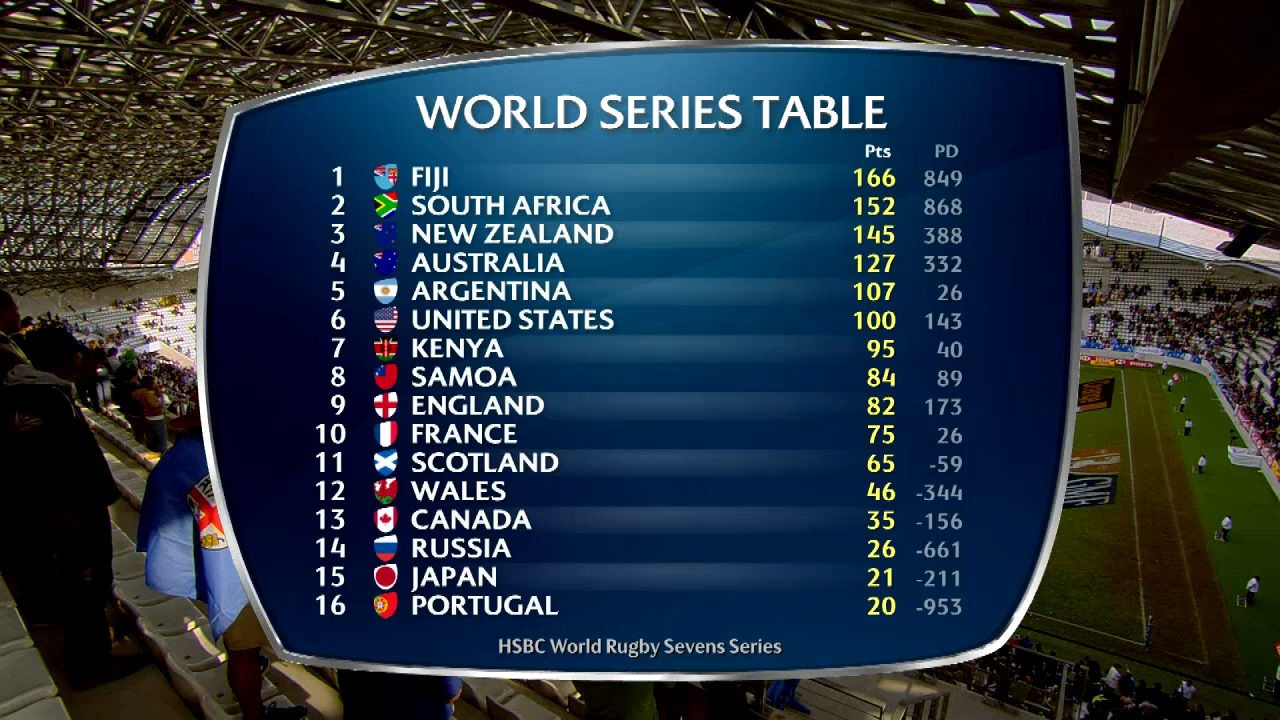 WORLD SERIES TABLE
Pts PD
1 FIJI 166 849
2 SOUTH AFRICA 152 868
3 NEW ZEALAND 145 388
4 AUSTRALIA 127 332
5 ARGENTINA 107 26
6 UNITED STATES 100 143
7 KENYA 95 40
8 SAMOA 84 89
9 ENGLAND 82 173
10 FRANCE 75 26
11 SCOTLAND 65 -59
12 WALES 46 -344
13 CANADA 35 -156
14 RUSSIA 26 -661
15 JAPAN 21 -211
16 PORTUGAL 20 -953
HSBC World Rugby Sevens Series